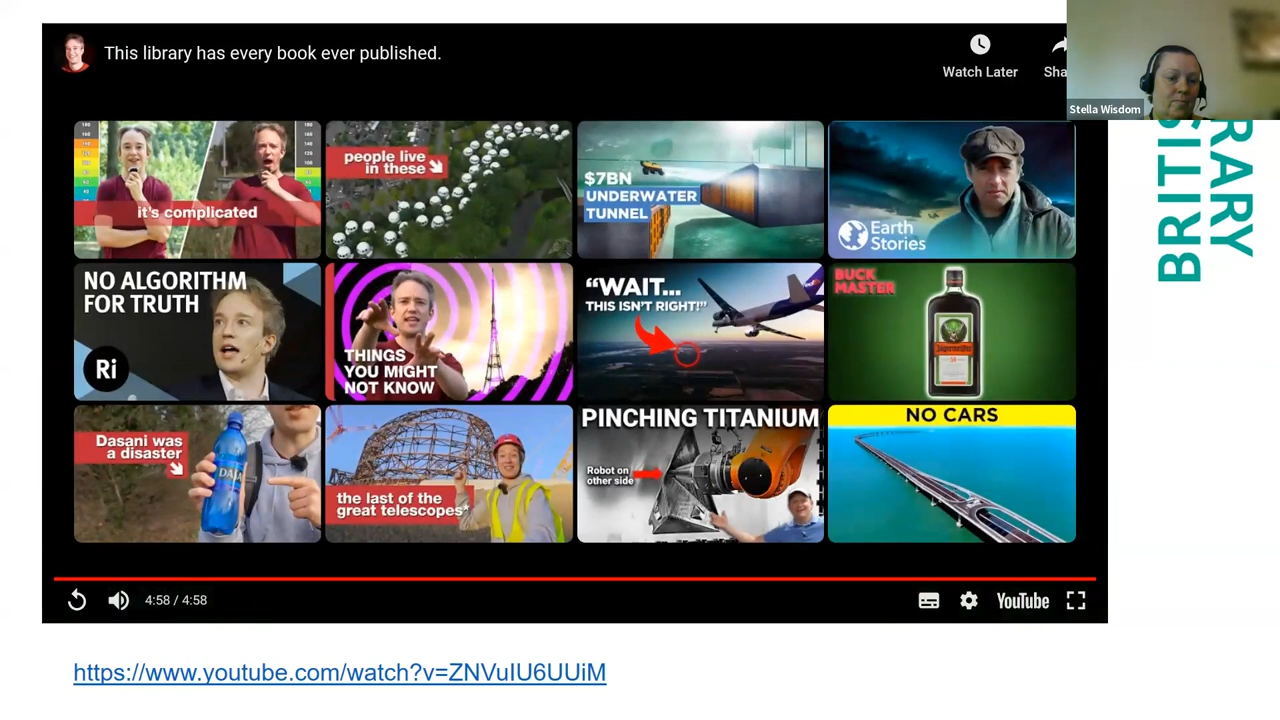 This library has every book ever published.
Watch Later
Sha
Stella Wisdom
BRITIS
RARY
it's complicated
people live
in these
$7BN
UNDERWATER
TUNNEL
Earth
Stories
NO ALGORITHM
FOR TRUTH
Ri
THINGS
YOU MIGHT
NOT KNOW
"WAIT...
THIS ISN'T RIGHT!"
BUCK
MASTER
Jägermeister
Dasani was
a disaster
DASA
the last of the
great telescopes*
PINCHING TITANIUM
Robot on
other side
NO CARS
4:58 / 4:58
YouTube
https://www.youtube.com/watch?v=ZNVuIU6UUiM